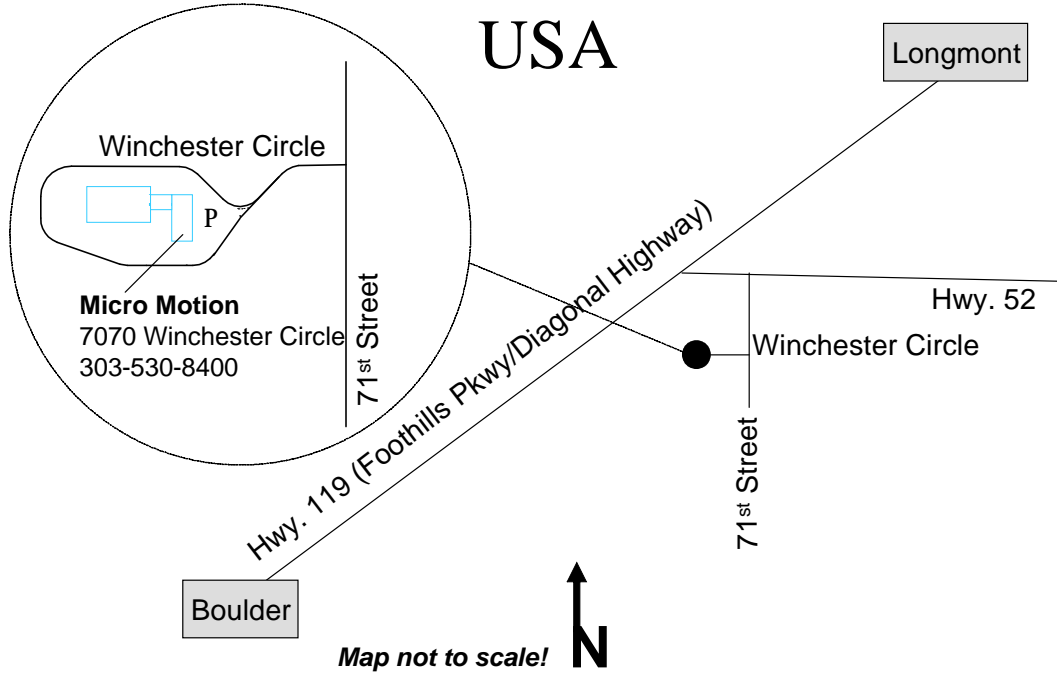 USA
Longmont
Winchester Circle
P
Micro Motion
7070 Winchester Circle
303-530-8400
71st Street
Hwy. 119 (Foothills Pkwy/Diagonal Highway)
Hwy. 52
Winchester Circle
71st Street
Boulder
Map not to scale!
N